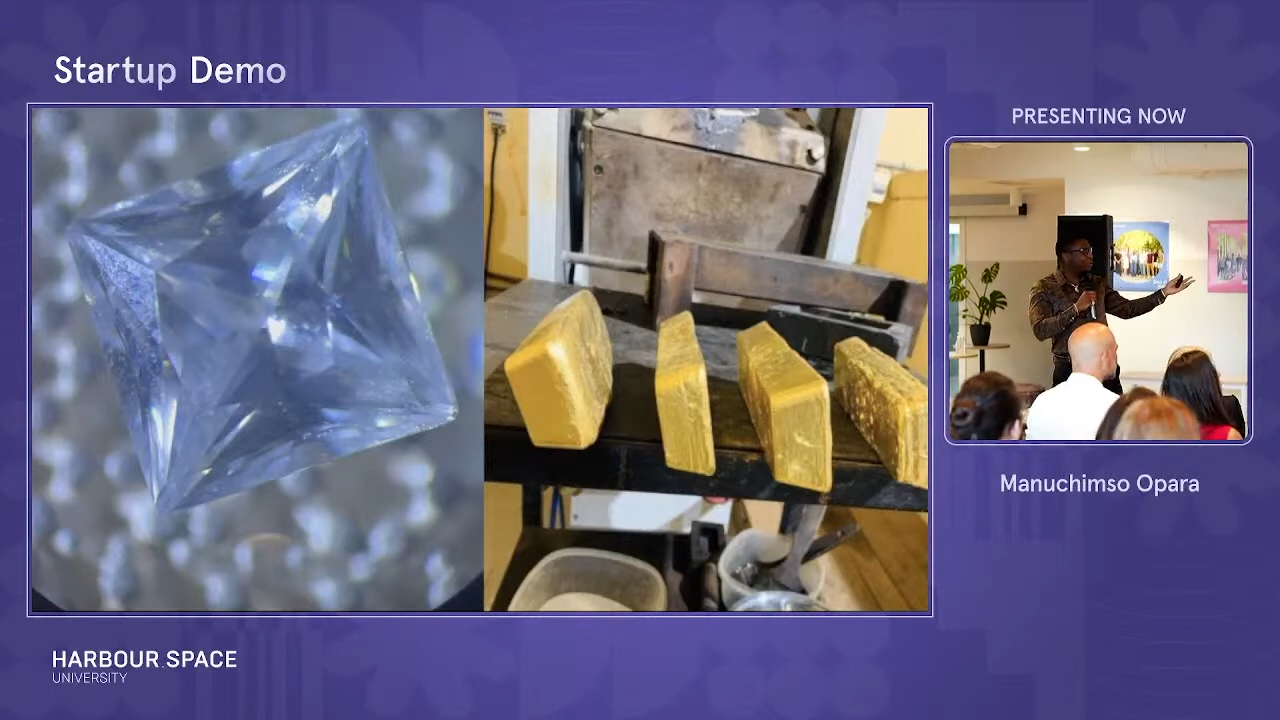 Startup Demo
PRESENTING NOW
Manuchimso Opara
HARBOUR.SPACE
UNIVERSITY